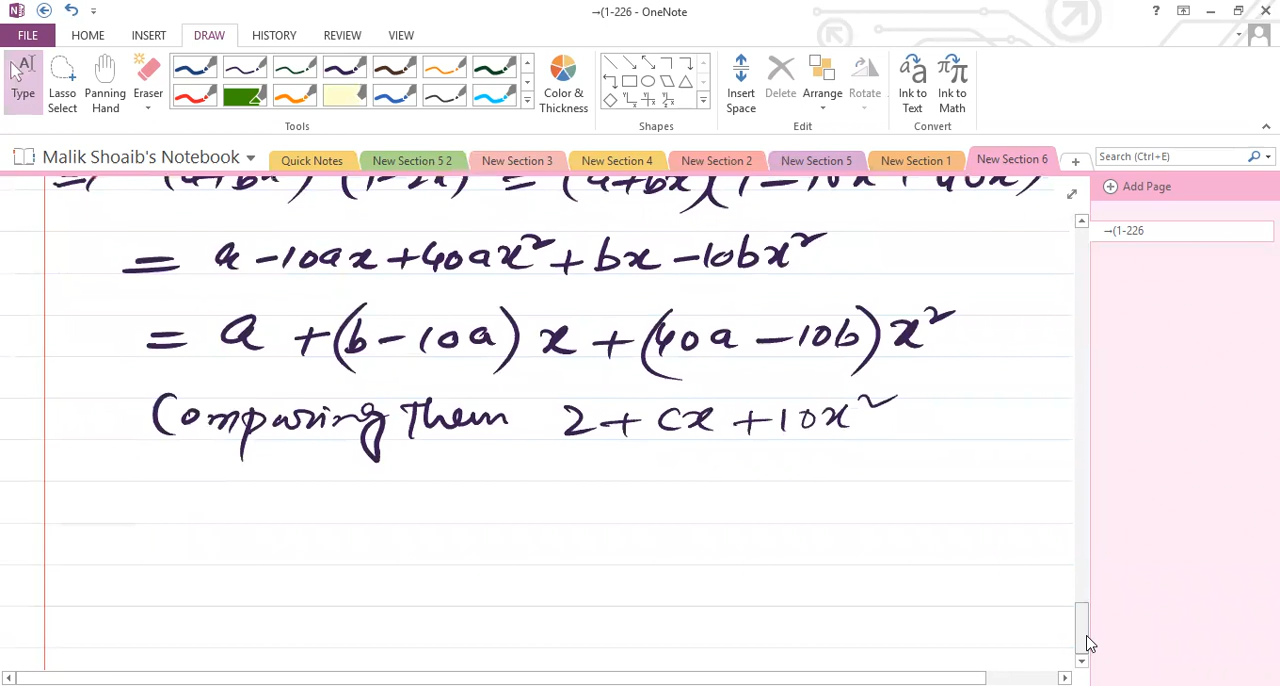 →(1-226 - OneNote
FILE HOME INSERT DRAW HISTORY REVIEW VIEW
Type Lasso Select Panning Hand Eraser Color & Thickness Insert Space Delete Arrange Rotate Ink to Text Ink to Math
Tools Shapes Edit Convert
Malik Shoaib's Notebook Quick Notes New Section 5 2 New Section 3 New Section 4 New Section 2 New Section 5 New Section 1 New Section 6 Search (Ctrl+E)
Add Page
→(1-226
= a - 10ax + 40ax² + bx - 10bx²
= a + (b - 10a) x + (40a - 10b) x²
Comparing Them 2 + cx + 10x²